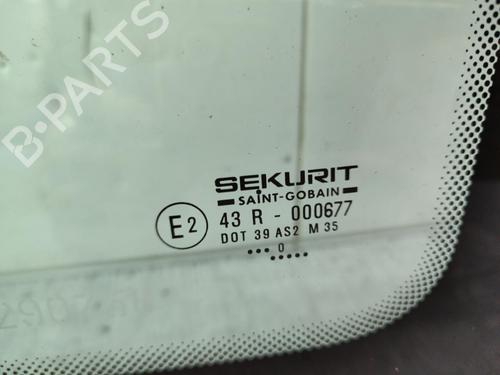 B-PARTS
SEKURIT
SAINT-GOBAIN
E2 43 R - 000677
DOT 39 AS2 M 35
... 0 .....